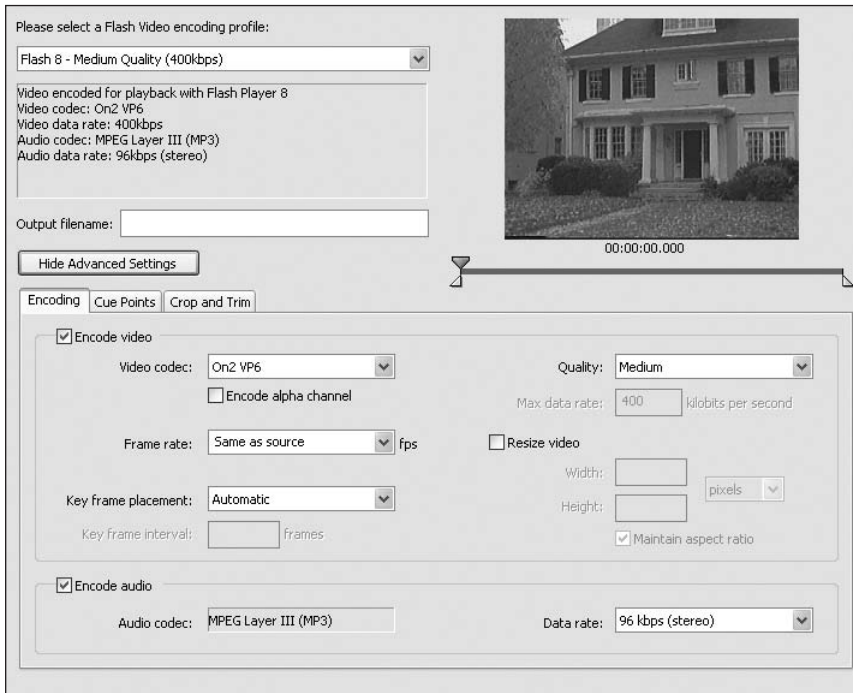 Please select a Flash Video encoding profile:
Flash 8 - Medium Quality (400kbps)
Video encoded for playback with Flash Player 8
Video codec: On2 VP6
Video data rate: 400kbps
Audio codec: MPEG Layer III (MP3)
Audio data rate: 96kbps (stereo)
Output filename:
00:00:00.000
Hide Advanced Settings
Encoding Cue Points Crop and Trim
Encode video
Video codec: On2 VP6 Quality: Medium
Encode alpha channel Max data rate: 400 kilobits per second
Frame rate: Same as source fps Resize video
Width:
pixels
Key frame placement: Automatic Height:
Key frame interval: frames Maintain aspect ratio
Encode audio
Audio codec: MPEG Layer III (MP3) Data rate: 96 kbps (stereo)